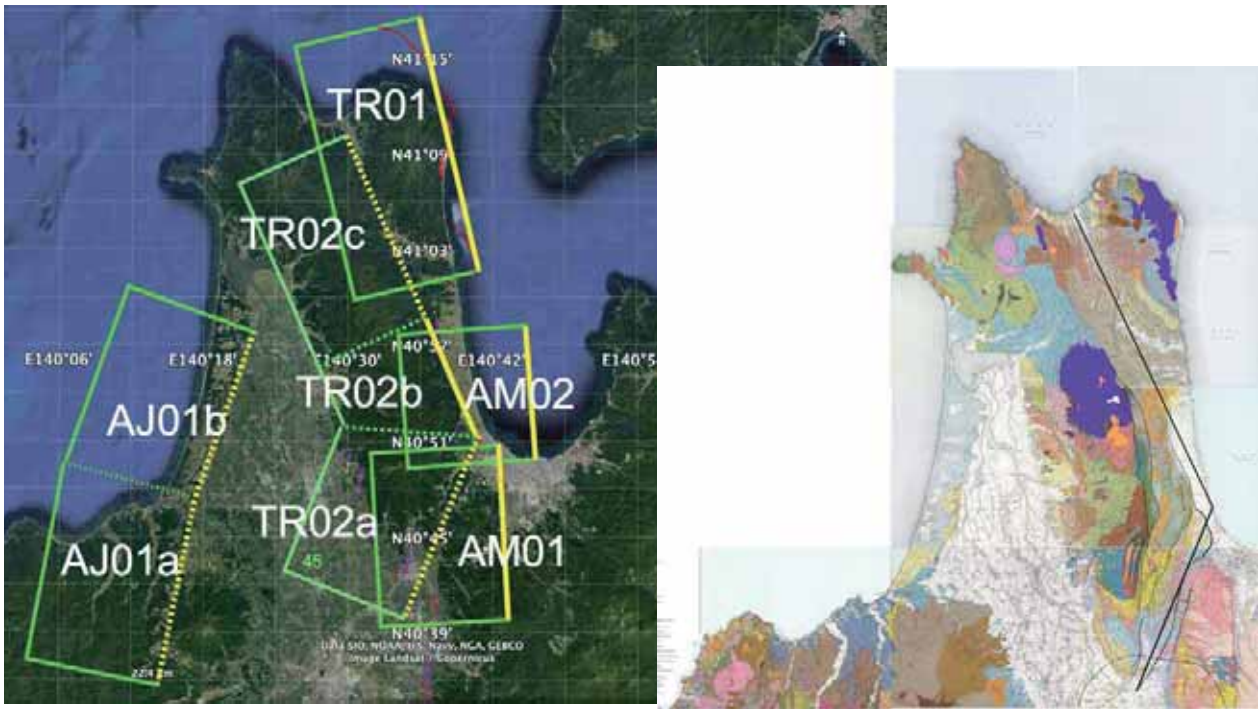 N41°15'
TR01
N41°09'
TR02c
N41°03'
E140°06'
E140°18'
E140°30'
N40°57'
E140°42'
TR02b
AM02
AJ01b
N40°51'
TR02a
AJ01a
45
N40°45'
AM01
N40°39'
Data SIO, NOAA, U.S. Navy, NGA, GEBCO
Image Landsat / Copernicus